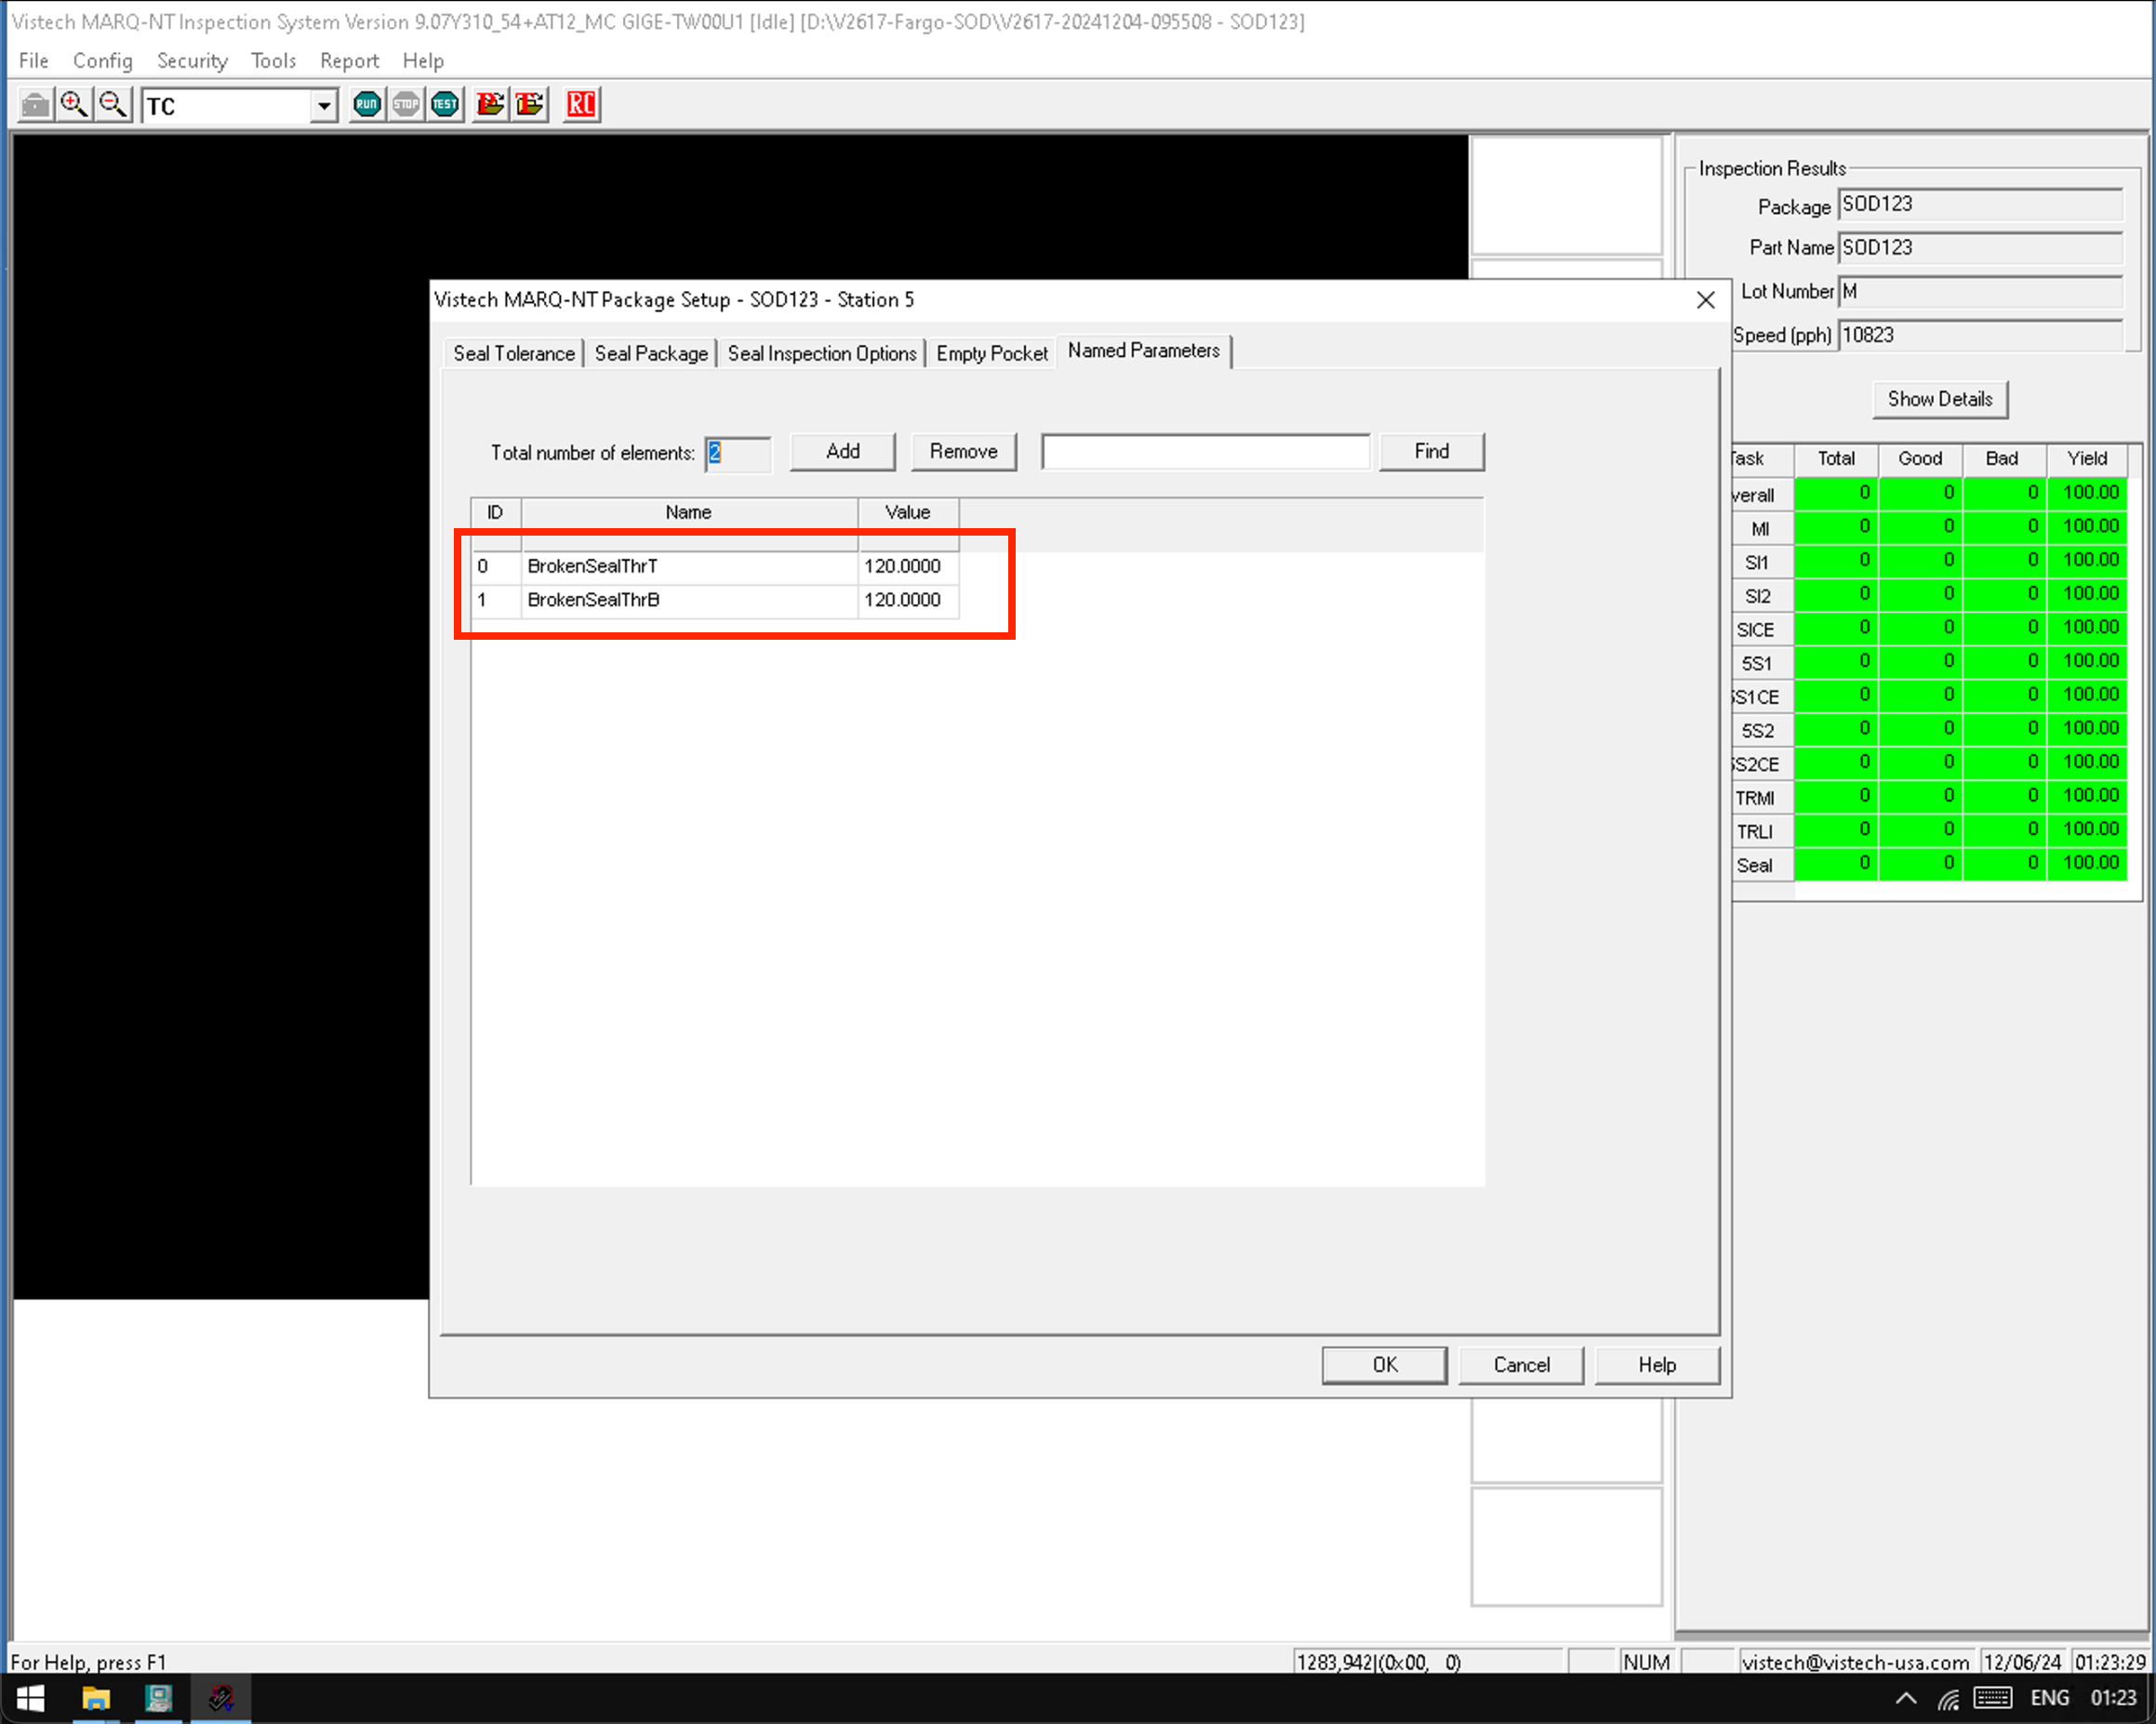 Vistech MARQ-NT Inspection System Version 9.07Y310_54+AT12_MC GIGE-TW00U1 [Idle] [D:\V2617-Fargo-SOD\V2617-20241204-095508 - SOD123]
File Config Security Tools Report Help
TC RUN STOP TEST P T RC
Inspection Results
Package SOD123
Part Name SOD123
Lot Number M
Speed (pph) 10823
Show Details
Task Total Good Bad Yield
verall 0 0 0 100.00
MI 0 0 0 100.00
SI1 0 0 0 100.00
SI2 0 0 0 100.00
SICE 0 0 0 100.00
5S1 0 0 0 100.00
5S1CE 0 0 0 100.00
5S2 0 0 0 100.00
5S2CE 0 0 0 100.00
TRMI 0 0 0 100.00
TRLI 0 0 0 100.00
Seal 0 0 0 100.00
Vistech MARQ-NT Package Setup - SOD123 - Station 5
Seal Tolerance Seal Package Seal Inspection Options Empty Pocket Named Parameters
Total number of elements: 2 Add Remove Find
ID Name Value
0 BrokenSealThrT 120.0000
1 BrokenSealThrB 120.0000
OK Cancel Help
For Help, press F1 1283,942|(0x00, 0) NUM vistech@vistech-usa.com 12/06/24 01:23:29
ENG 01:23